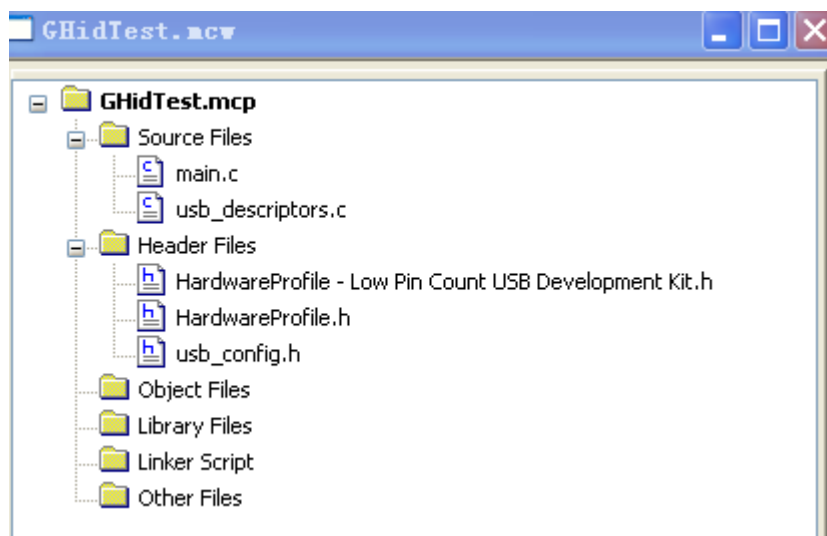 GHidTest.mcw
GHidTest.mcp
Source Files
main.c
usb_descriptors.c
Header Files
HardwareProfile - Low Pin Count USB Development Kit.h
HardwareProfile.h
usb_config.h
Object Files
Library Files
Linker Script
Other Files